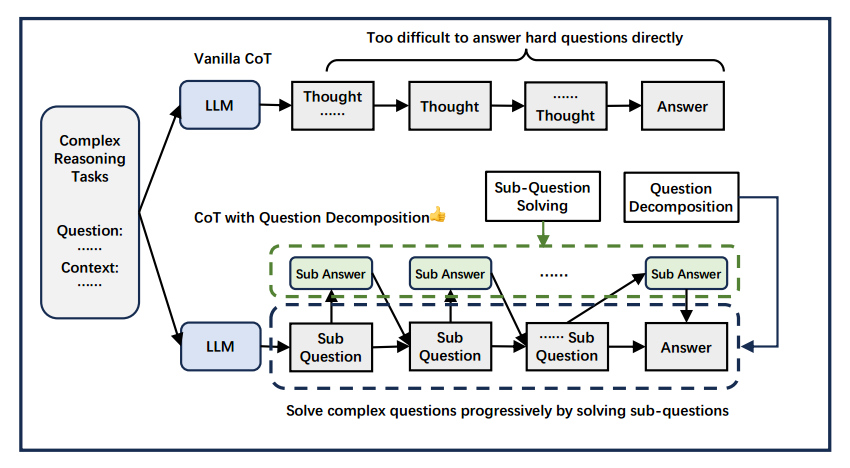 Too difficult to answer hard questions directly
Vanilla CoT
LLM
Thought
......
Thought
......
Thought
Answer
Complex
Reasoning
Tasks
Question:
......
Context:
......
Sub-Question
Solving
Question
Decomposition
CoT with Question Decomposition👍
Sub Answer
Sub Answer
......
Sub Answer
LLM
Sub
Question
Sub
Question
...... Sub
Question
Answer
Solve complex questions progressively by solving sub-questions